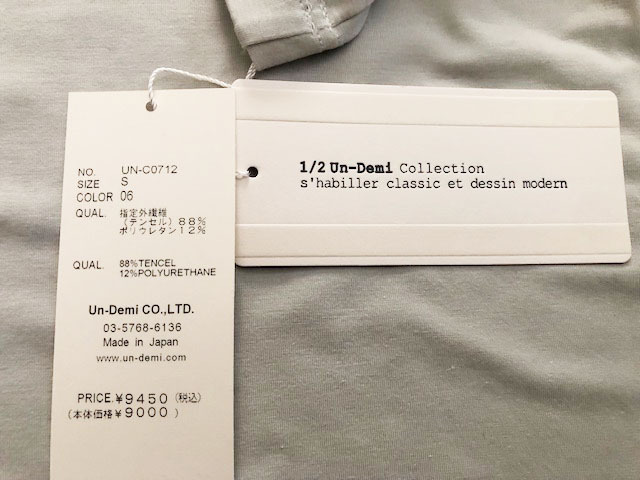 NO. UN-C0712
SIZE S
COLOR 06
QUAL. 指定外繊維
(テンセル) 88%
ポリウレタン12%
QUAL. 88%TENCEL
12%POLYURETHANE
Un-Demi CO.,LTD.
03-5768-6136
Made in Japan
www.un-demi.com
PRICE.¥9450 (税込)
(本体価格¥9000 )
1/2 Un-Demi Collection
s'habiller classic et dessin modern